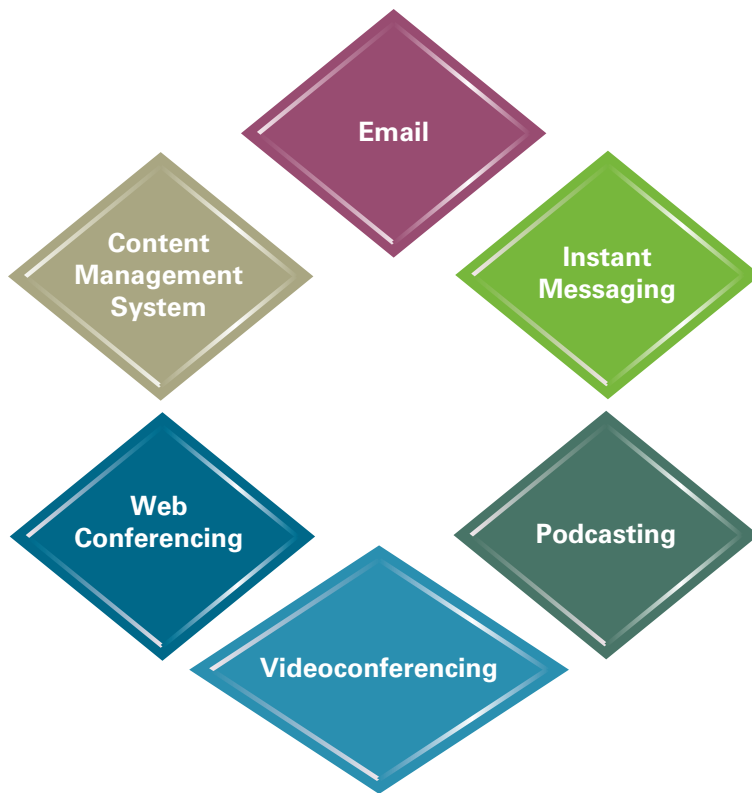 Email
Content
Management
System
Instant
Messaging
Web
Conferencing
Podcasting
Videoconferencing